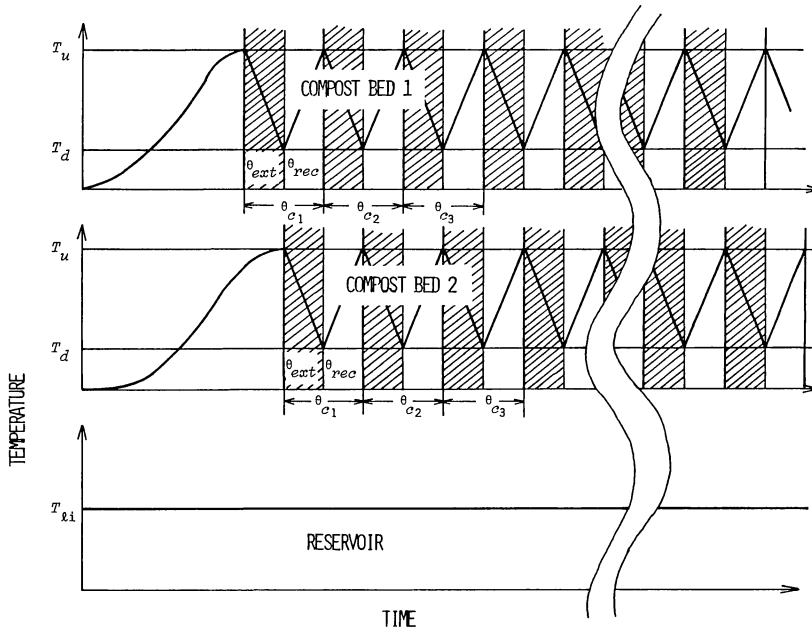 T_u
COMPOST BED 1
T_d
θ_ext θ_rec
θ_c1 θ_c2 θ_c3
T_u
COMPOST BED 2
T_d
θ_ext θ_rec
θ_c1 θ_c2 θ_c3
TEMPERATURE
T_ℓi
RESERVOIR
TIME